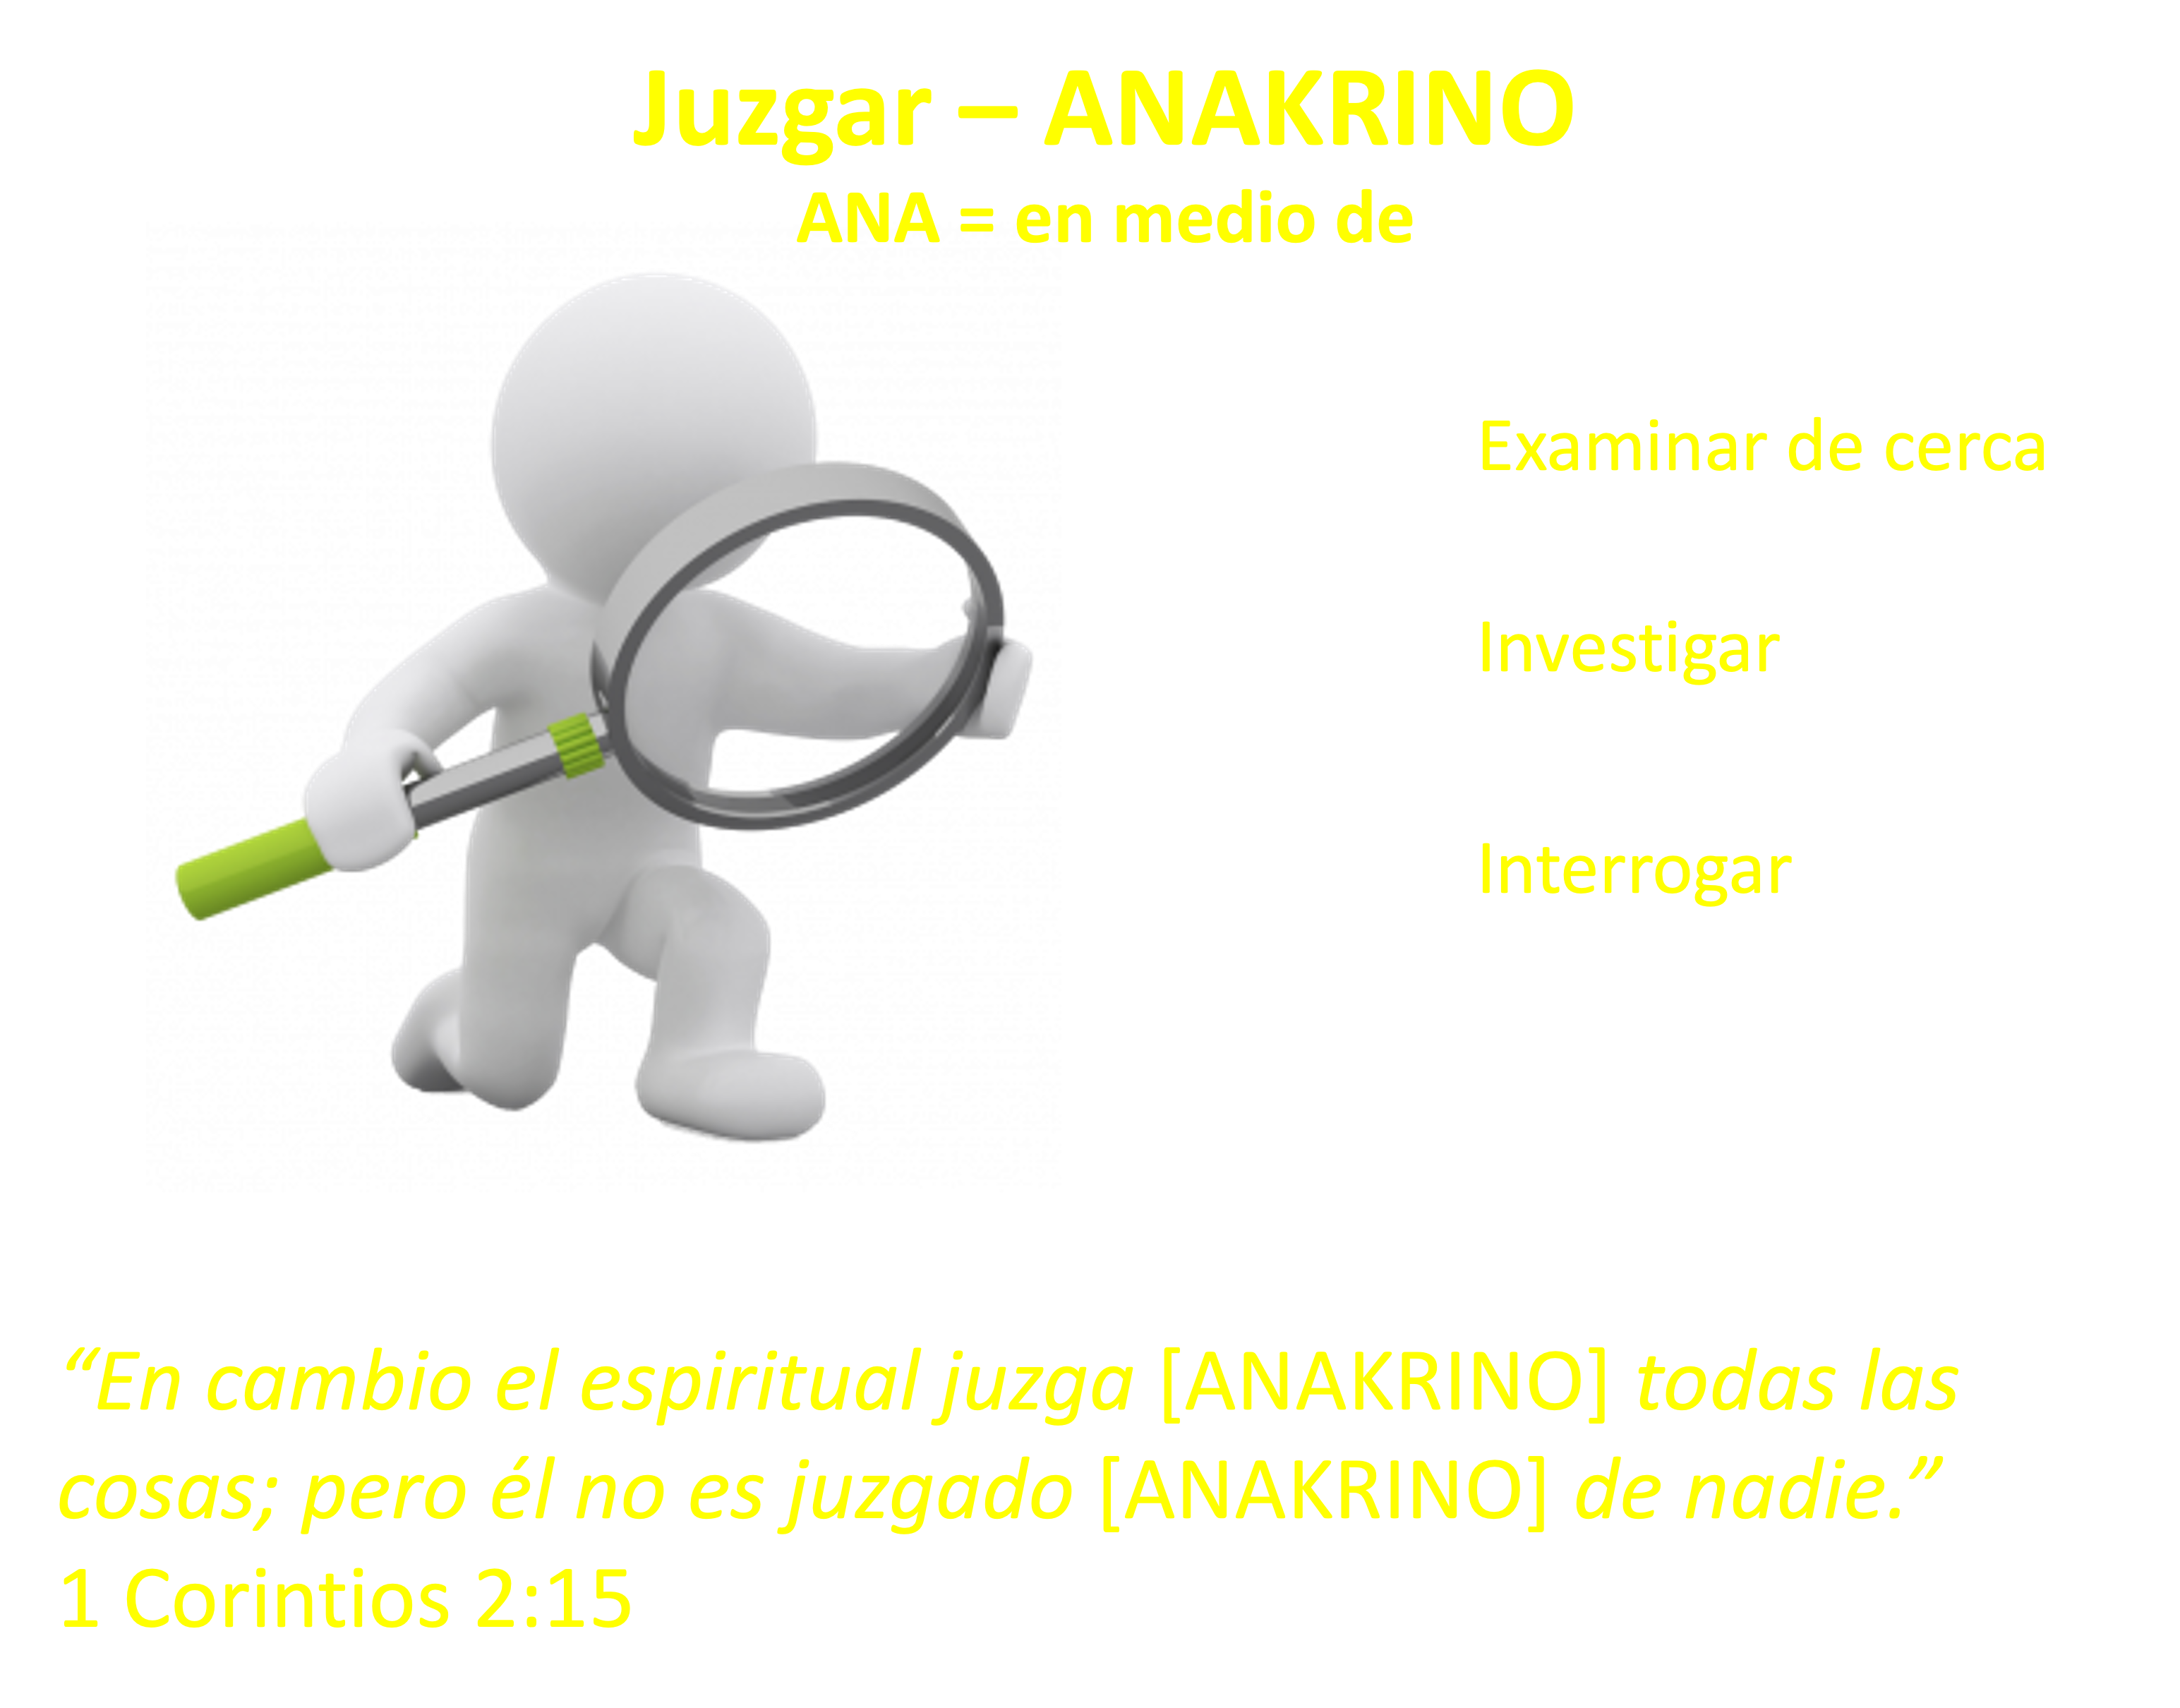 Juzgar – ANAKRINO
ANA = en medio de
Examinar de cerca
Investigar
Interrogar
“En cambio el espiritual juzga [ANAKRINO] todas las
cosas; pero él no es juzgado [ANAKRINO] de nadie.”
1 Corintios 2:15